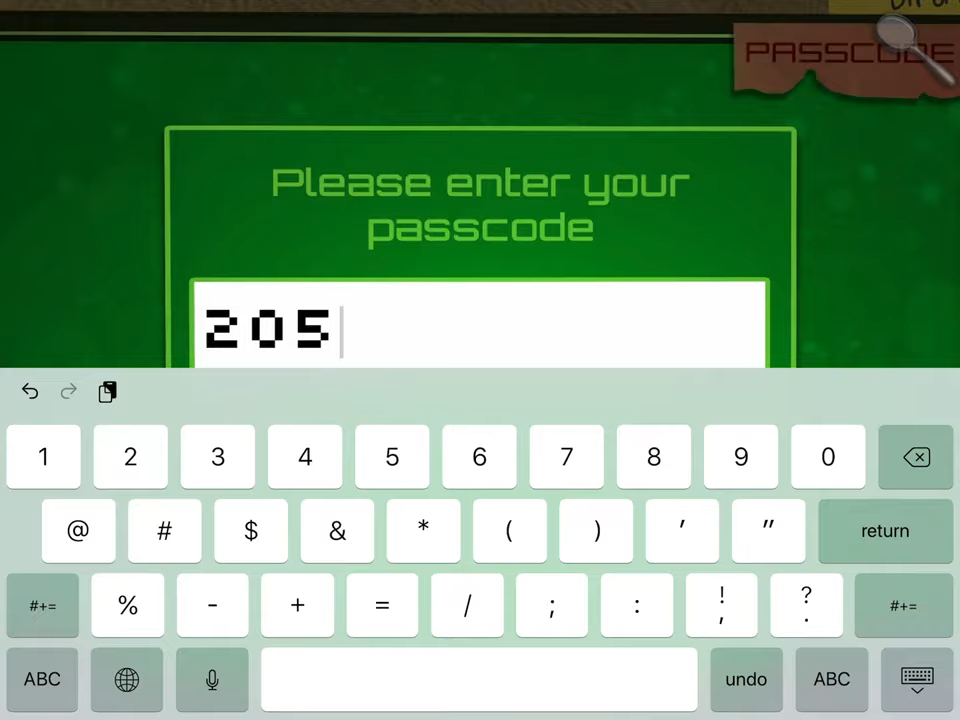 PASSCODE
Please enter your
passcode
205
1 2 3 4 5 6 7 8 9 0
@ # $ & * ( ) ' " return
#+= % - + = / ; : ! , ? . #+=
ABC undo ABC